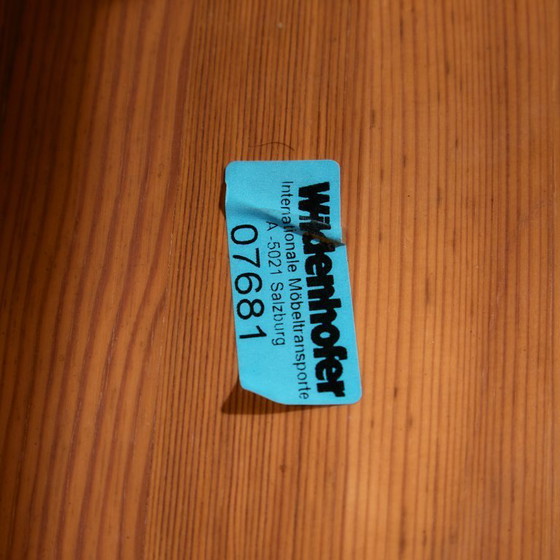 Wildenhofer
Internationale Möbeltransporte
A -5021 Salzburg
07681